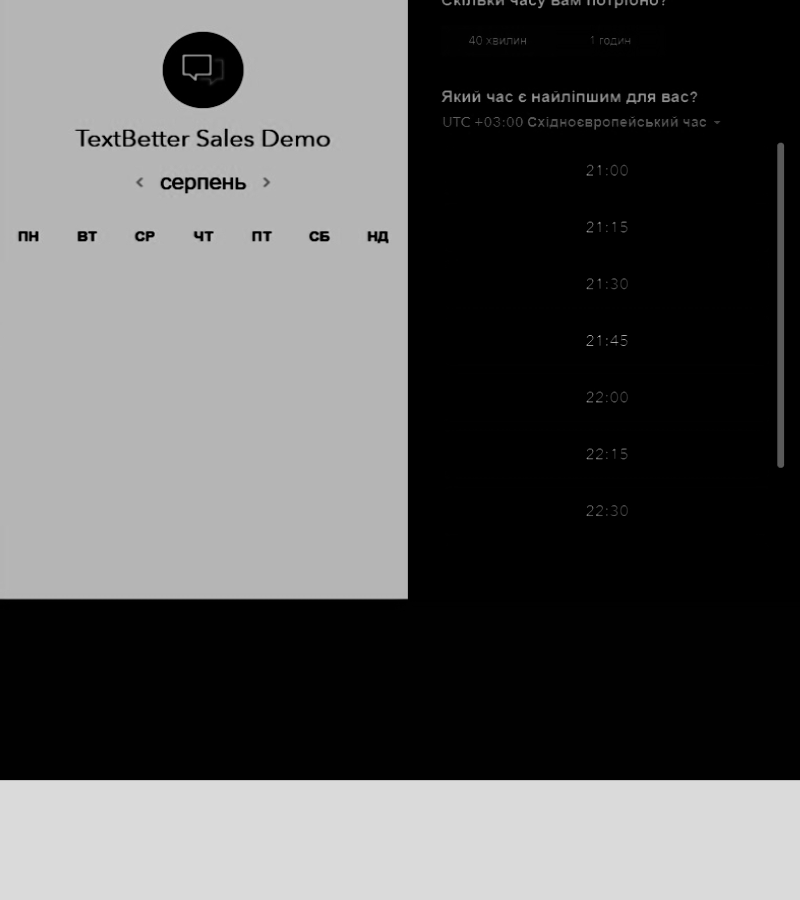 TextBetter Sales Demo
серпень
ПН ВТ СР ЧТ ПТ СБ НД
Скільки часу вам потрібно?
40 хвилин 1 годин
Який час є найліпшим для вас?
UTC +03:00 Східноєвропейський час
21:00
21:15
21:30
21:45
22:00
22:15
22:30